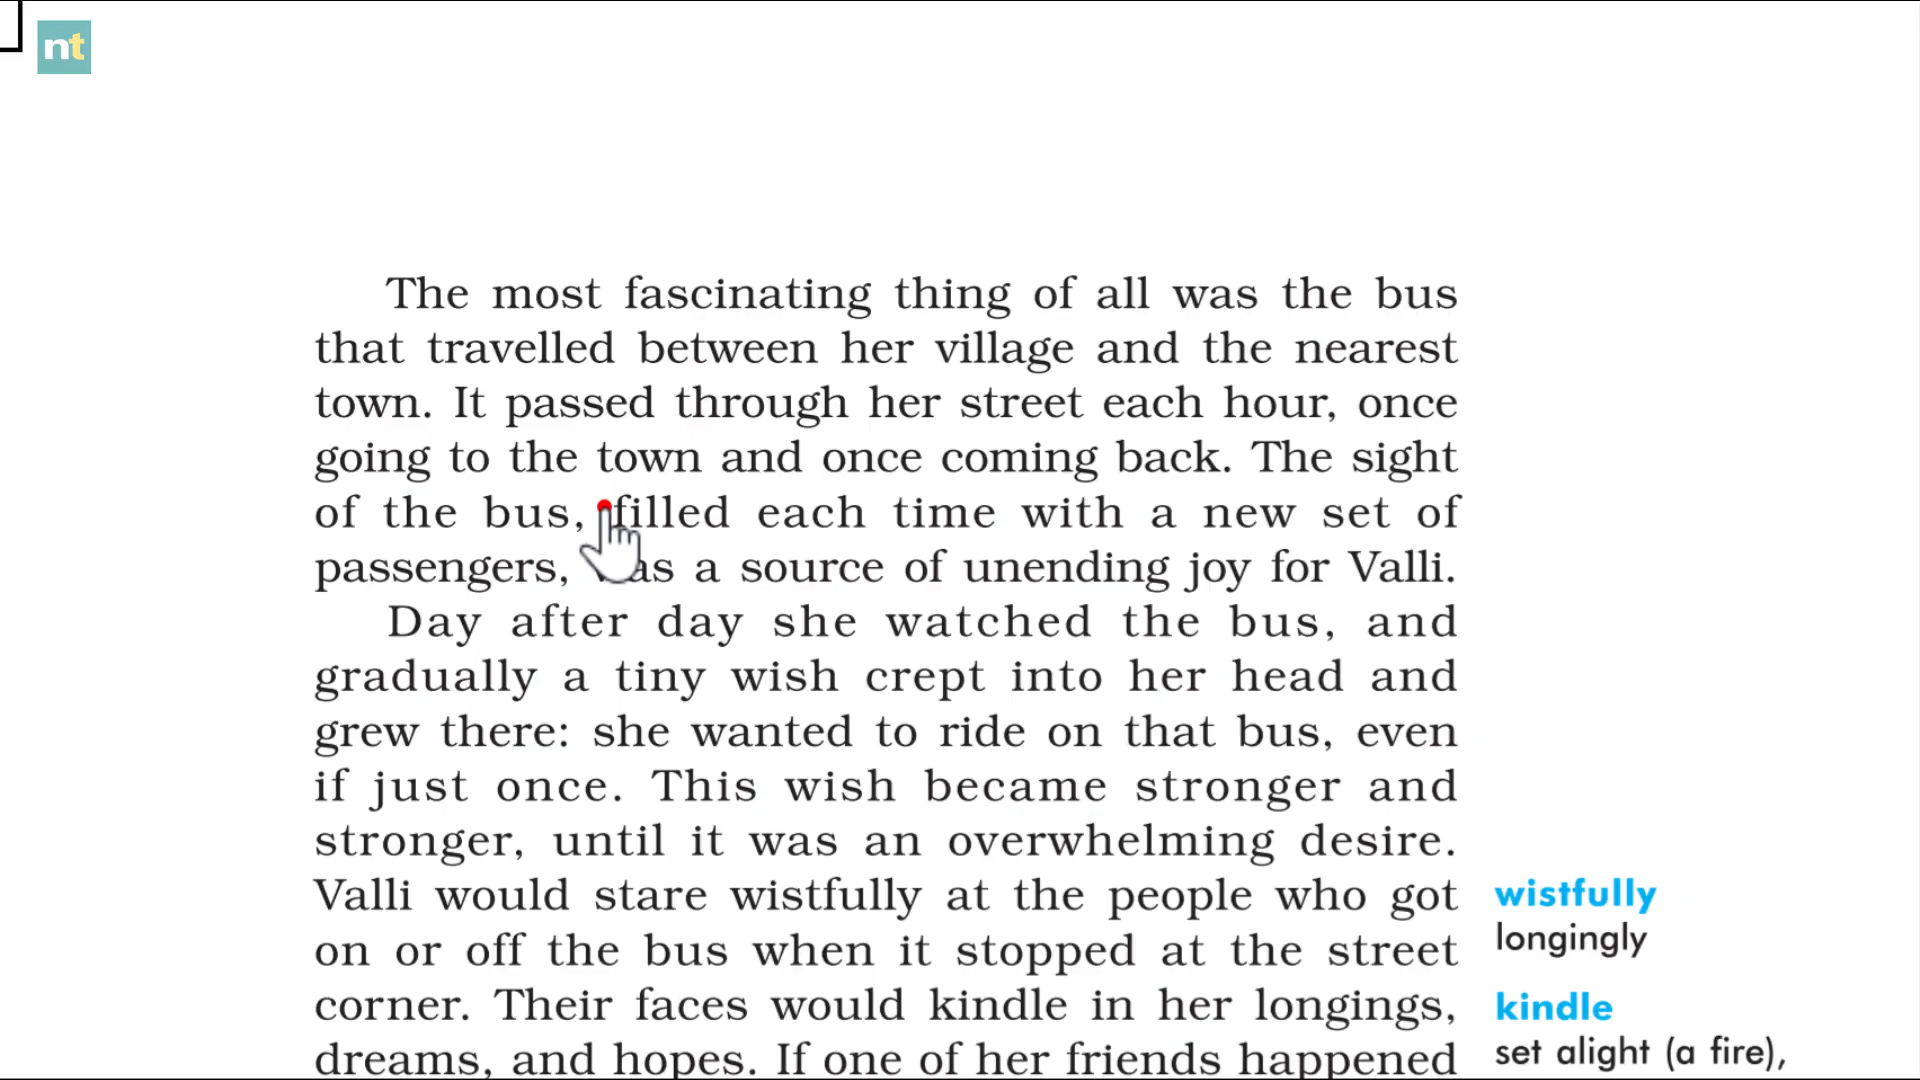 nt
The most fascinating thing of all was the bus
that travelled between her village and the nearest
town. It passed through her street each hour, once
going to the town and once coming back. The sight
of the bus, filled each time with a new set of
passengers, was a source of unending joy for Valli.
Day after day she watched the bus, and
gradually a tiny wish crept into her head and
grew there: she wanted to ride on that bus, even
if just once. This wish became stronger and
stronger, until it was an overwhelming desire.
Valli would stare wistfully at the people who got
on or off the bus when it stopped at the street
corner. Their faces would kindle in her longings,
dreams, and hopes. If one of her friends happened
wistfully
longingly
kindle
set alight (a fire),